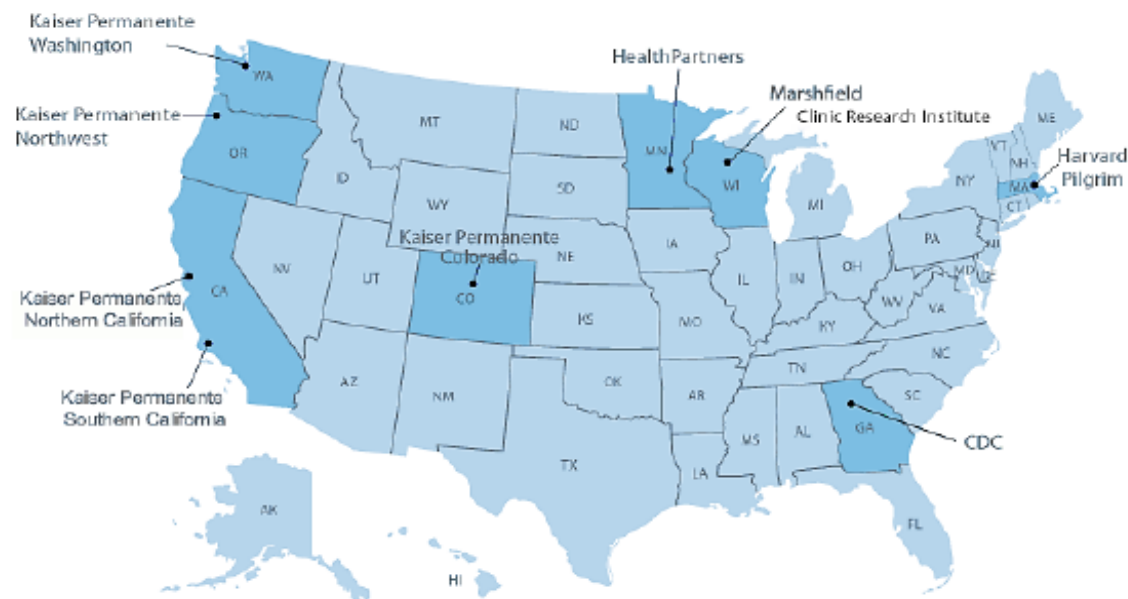 Kaiser Permanente
Washington
HealthPartners
Marshfield
Clinic Research Institute
Kaiser Permanente
Northwest
Harvard
Pilgrim
Kaiser Permanente
Colorado
Kaiser Permanente
Northern California
Kaiser Permanente
Southern California
CDC
WA
OR
CA
ID
NV
MT
WY
UT
CO
AZ
NM
ND
SD
NE
KS
OK
TX
MN
IA
MO
AR
LA
WI
IL
MS
MI
IN
KY
TN
AL
OH
GA
FL
SC
NC
VA
WV
PA
NY
MD
DE
NJ
CT
MA
VT
NH
ME
AK
HI